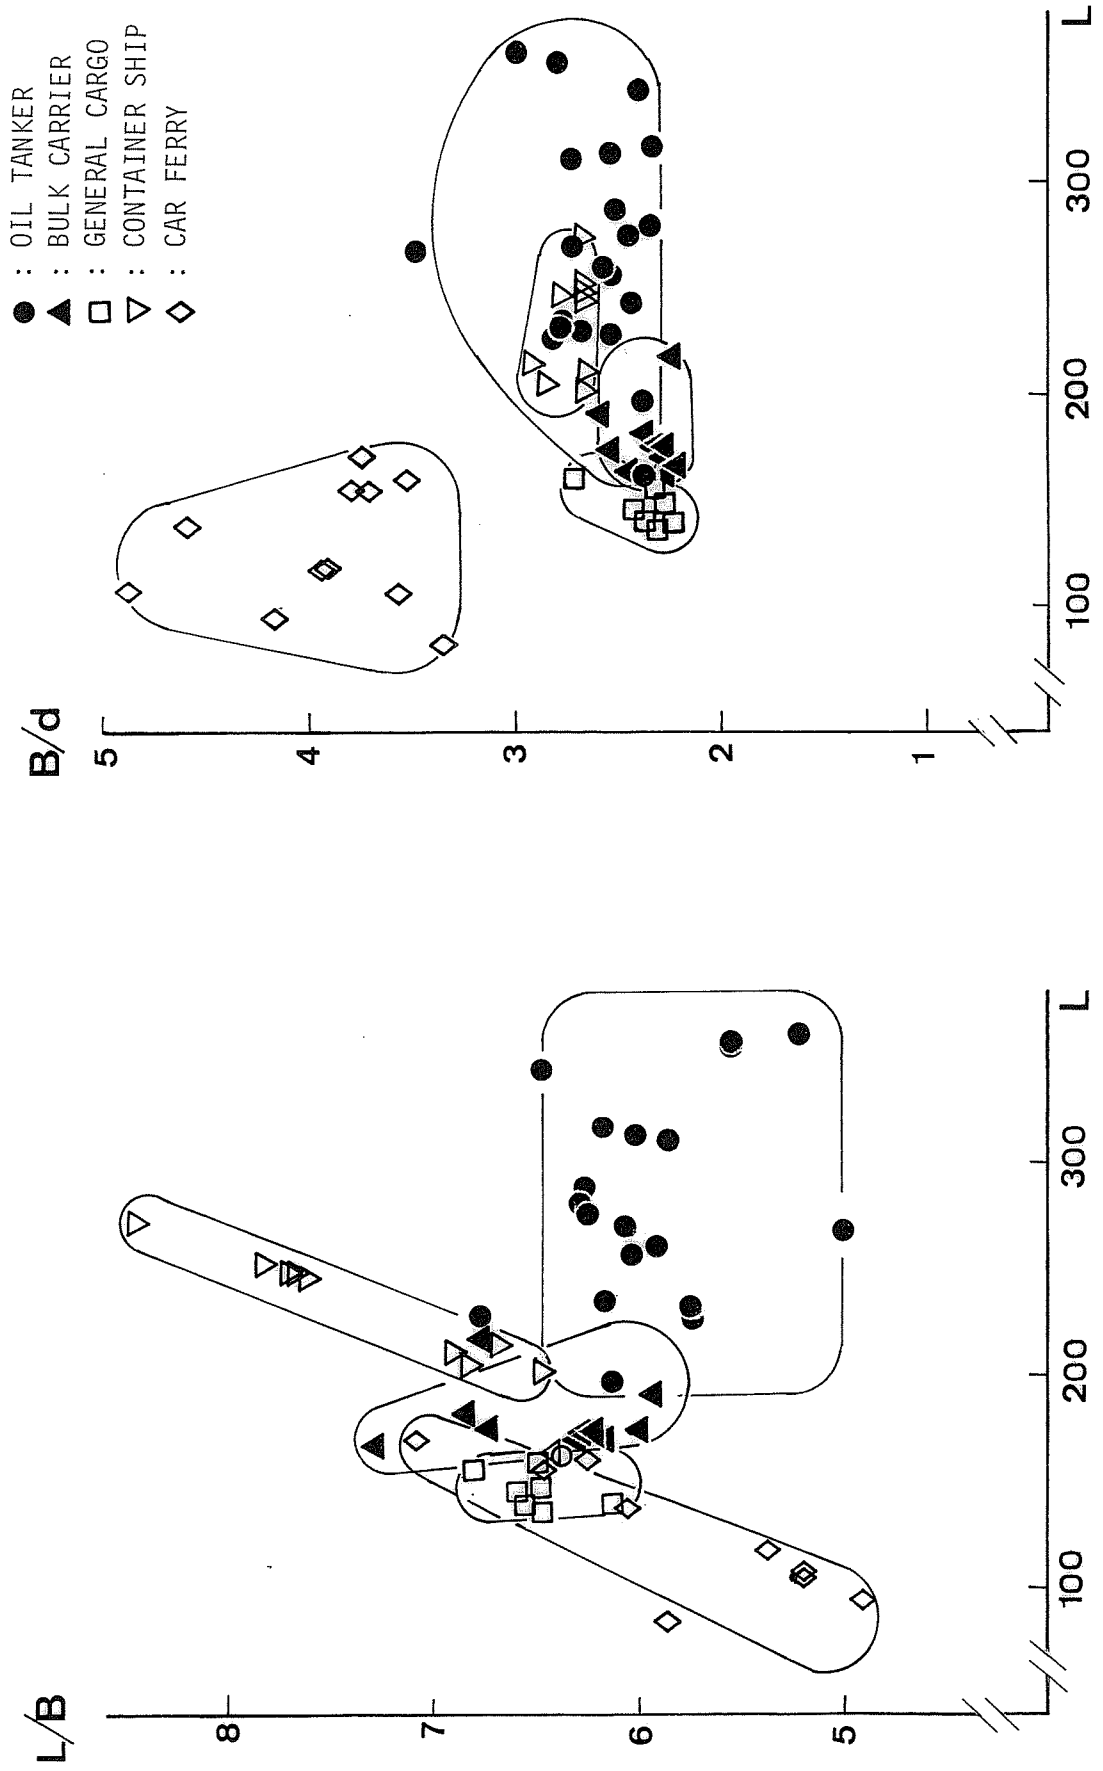 ● : OIL TANKER
▲ : BULK CARRIER
□ : GENERAL CARGO
▽ : CONTAINER SHIP
◇ : CAR FERRY
L/B
8
7
6
5
100
200
300
L
B/d
5
4
3
2
1
100
200
300
L